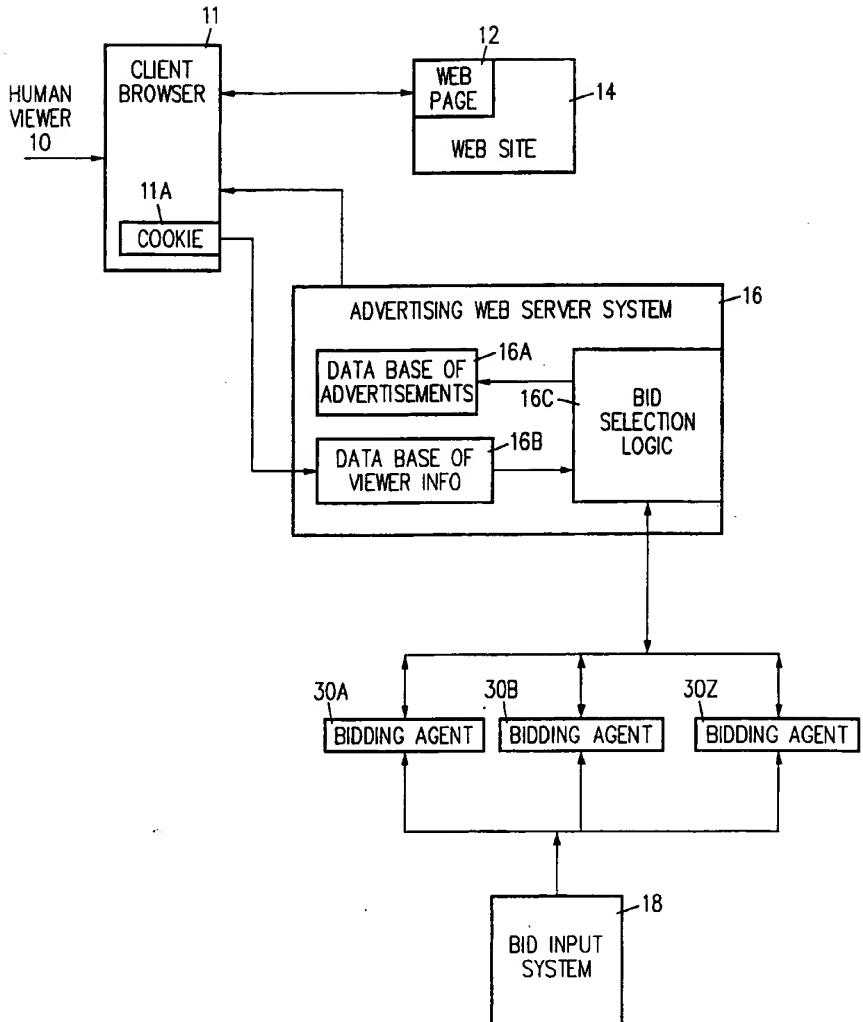 11
CLIENT
BROWSER
HUMAN
VIEWER
10
11A
COOKIE
12
WEB
PAGE
14
WEB SITE
16
ADVERTISING WEB SERVER SYSTEM
16A
DATA BASE OF
ADVERTISEMENTS
16C
BID
SELECTION
LOGIC
16B
DATA BASE OF
VIEWER INFO
30A
BIDDING AGENT
30B
BIDDING AGENT
30Z
BIDDING AGENT
18
BID INPUT
SYSTEM